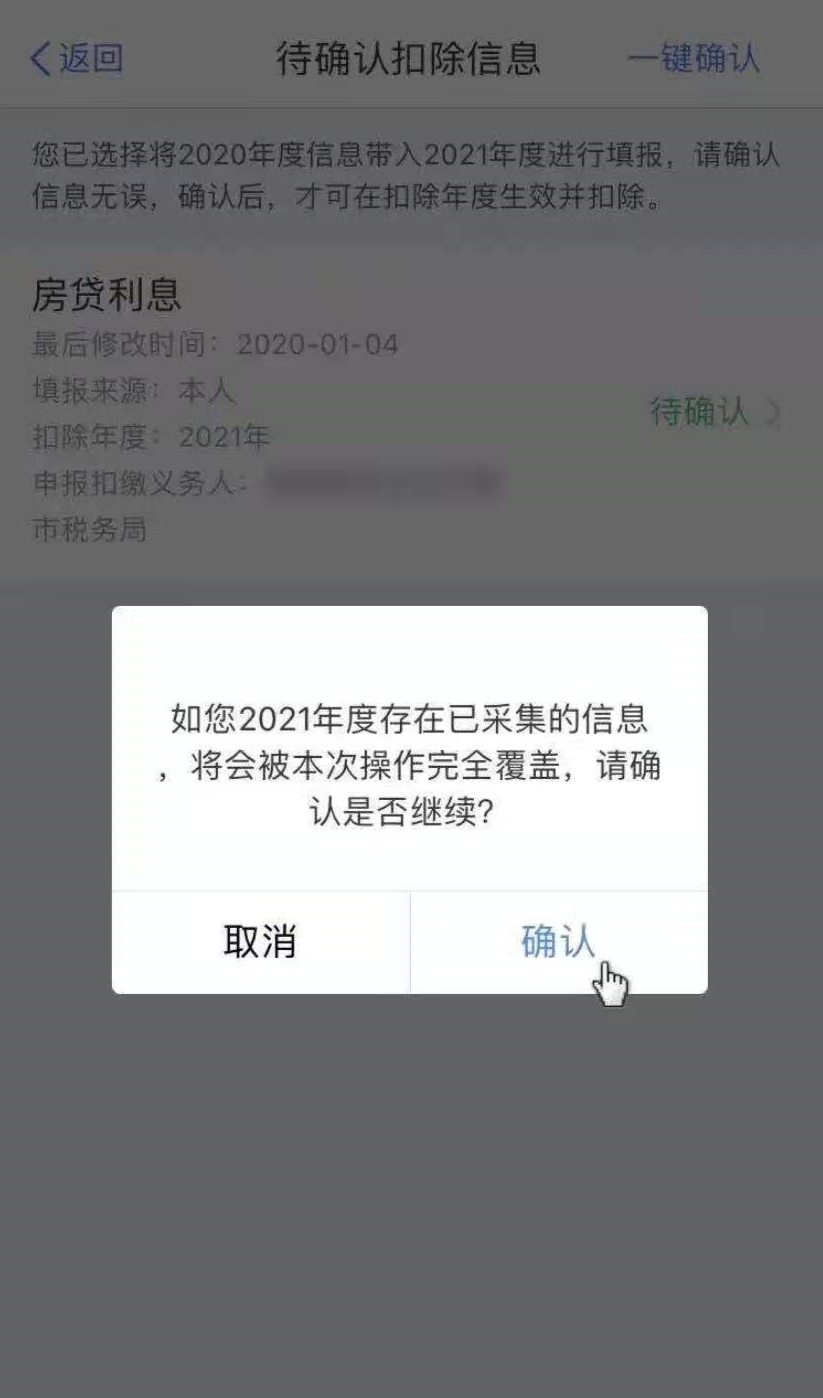 返回 待确认扣除信息 一键确认
您已选择将2020年度信息带入2021年度进行填报，请确认
信息无误，确认后，才可在扣除年度生效并扣除。
房贷利息
最后修改时间：2020-01-04
填报来源：本人
待确认
扣除年度：2021年
申报扣缴义务人：
市税务局
如您2021年度存在已采集的信息
，将会被本次操作完全覆盖，请确
认是否继续?
取消 确认